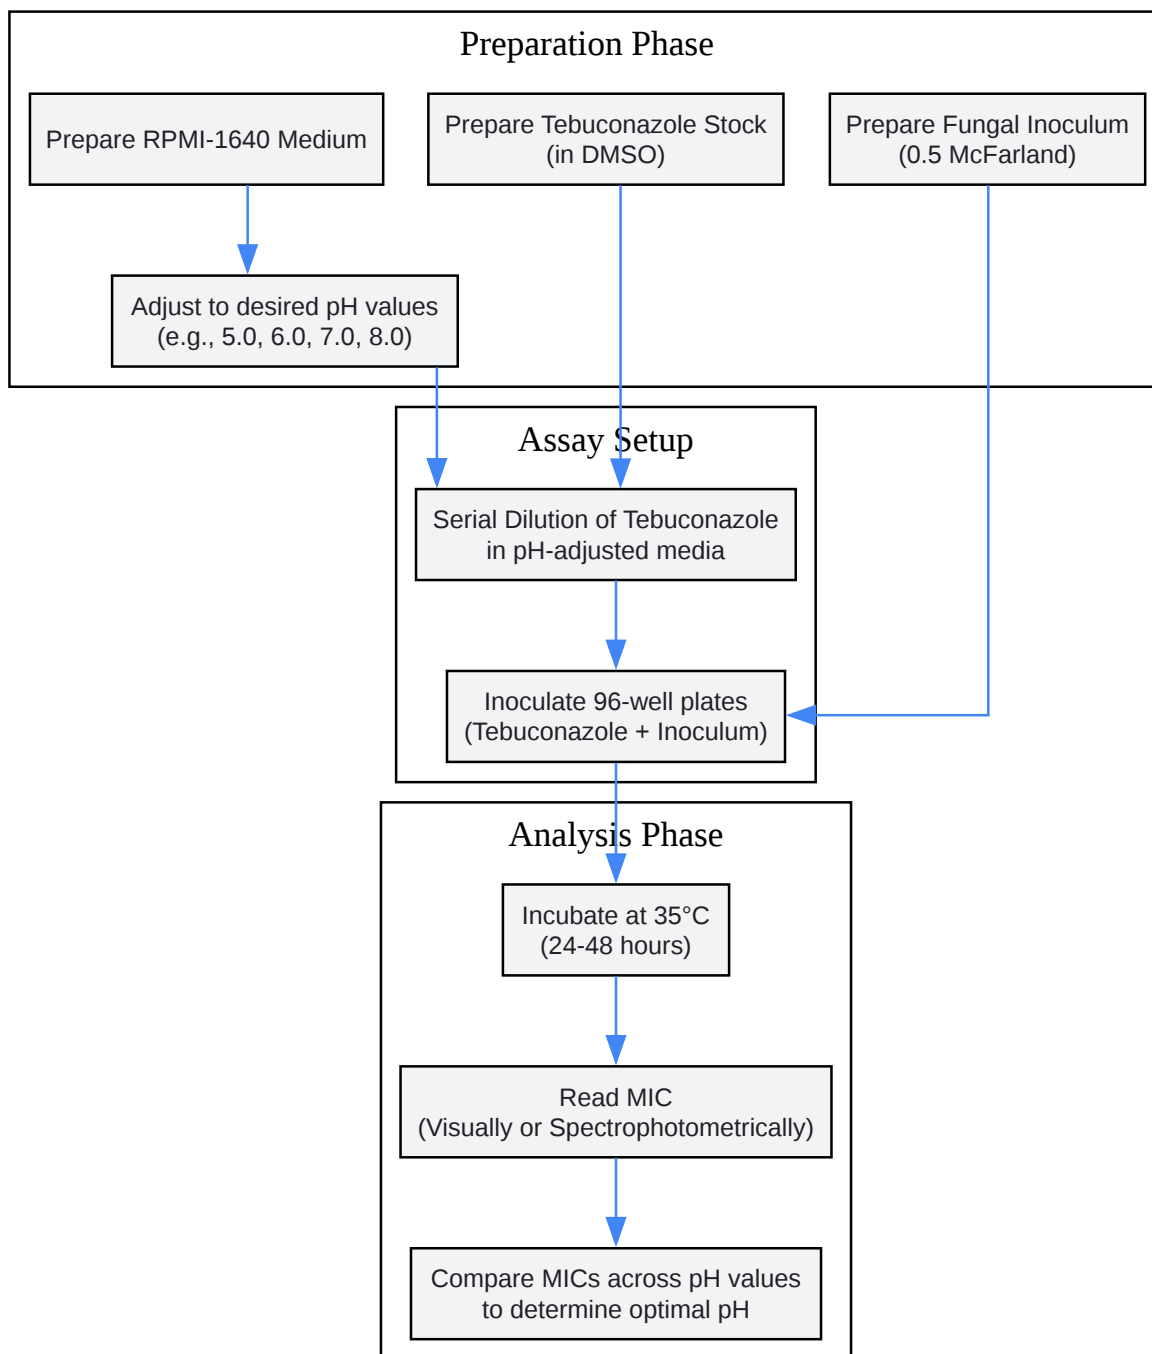 Preparation Phase
Prepare RPMI-1640 Medium
Prepare Tebuconazole Stock
(in DMSO)
Prepare Fungal Inoculum
(0.5 McFarland)
Adjust to desired pH values
(e.g., 5.0, 6.0, 7.0, 8.0)
Assay Setup
Serial Dilution of Tebuconazole
in pH-adjusted media
Inoculate 96-well plates
(Tebuconazole + Inoculum)
Analysis Phase
Incubate at 35°C
(24-48 hours)
Read MIC
(Visually or Spectrophotometrically)
Compare MICs across pH values
to determine optimal pH